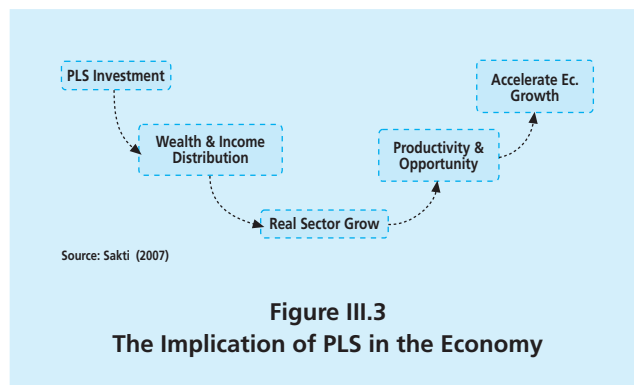 PLS Investment
Wealth & Income
Distribution
Real Sector Grow
Productivity &
Opportunity
Accelerate Ec.
Growth
Source: Sakti (2007)
Figure III.3
The Implication of PLS in the Economy